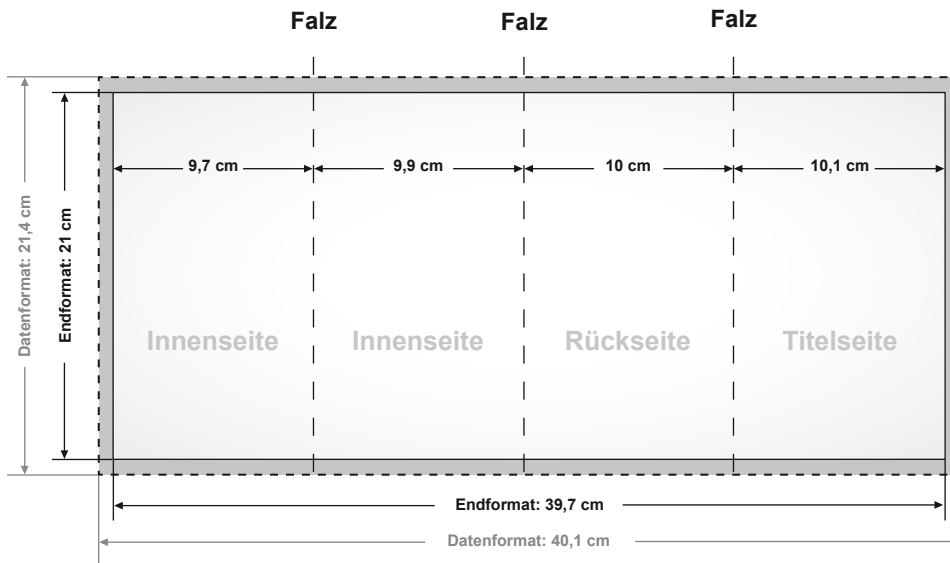 Falz
Falz
Falz
9,7 cm
9,9 cm
10 cm
10,1 cm
Datenformat: 21,4 cm
Endformat: 21 cm
Innenseite
Innenseite
Rückseite
Titelseite
Endformat: 39,7 cm
Datenformat: 40,1 cm